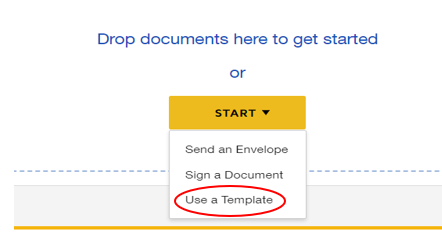 Drop documents here to get started
or
START ▼
Send an Envelope
Sign a Document
Use a Template